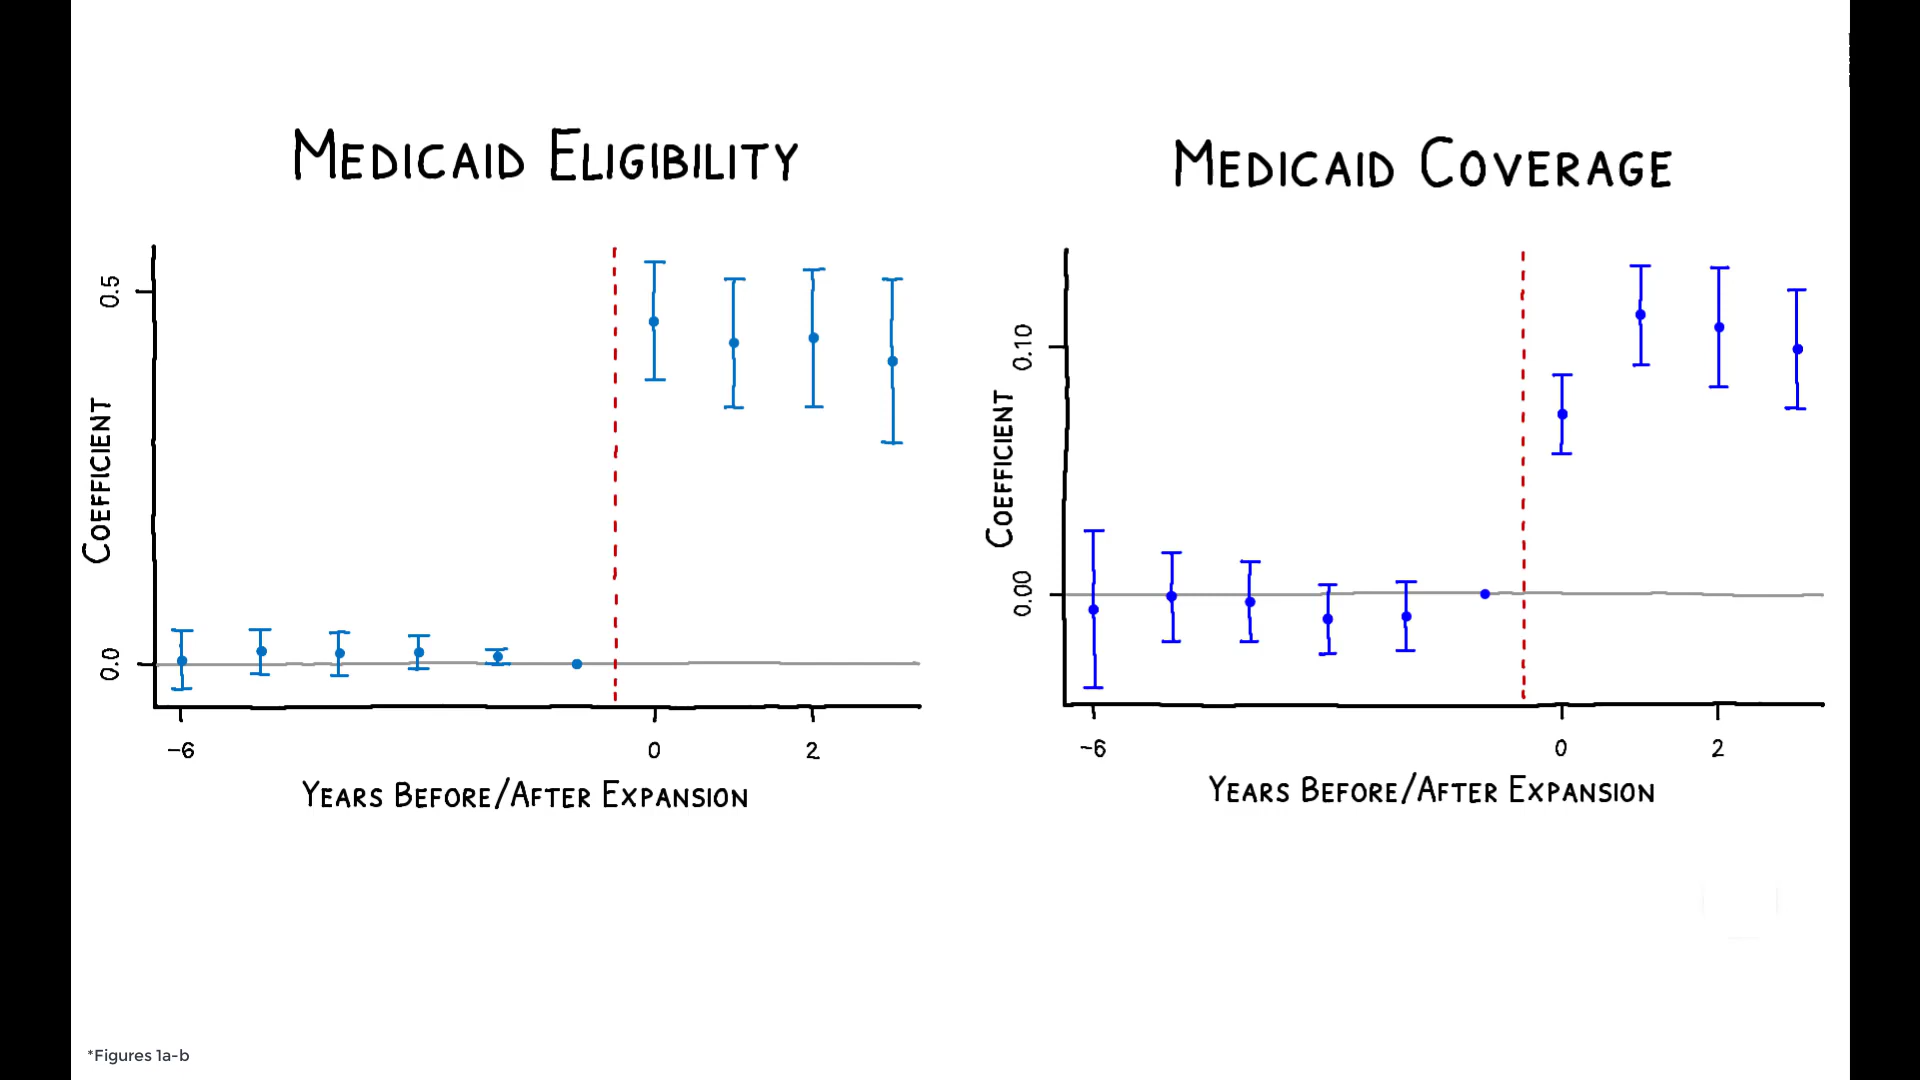 MEDICAID ELIGIBILITY
COEFFICIENT
0.5
0.0
-6
0
2
YEARS BEFORE/AFTER EXPANSION
MEDICAID COVERAGE
COEFFICIENT
0.10
0.00
-6
0
2
YEARS BEFORE/AFTER EXPANSION
*Figures 1a-b